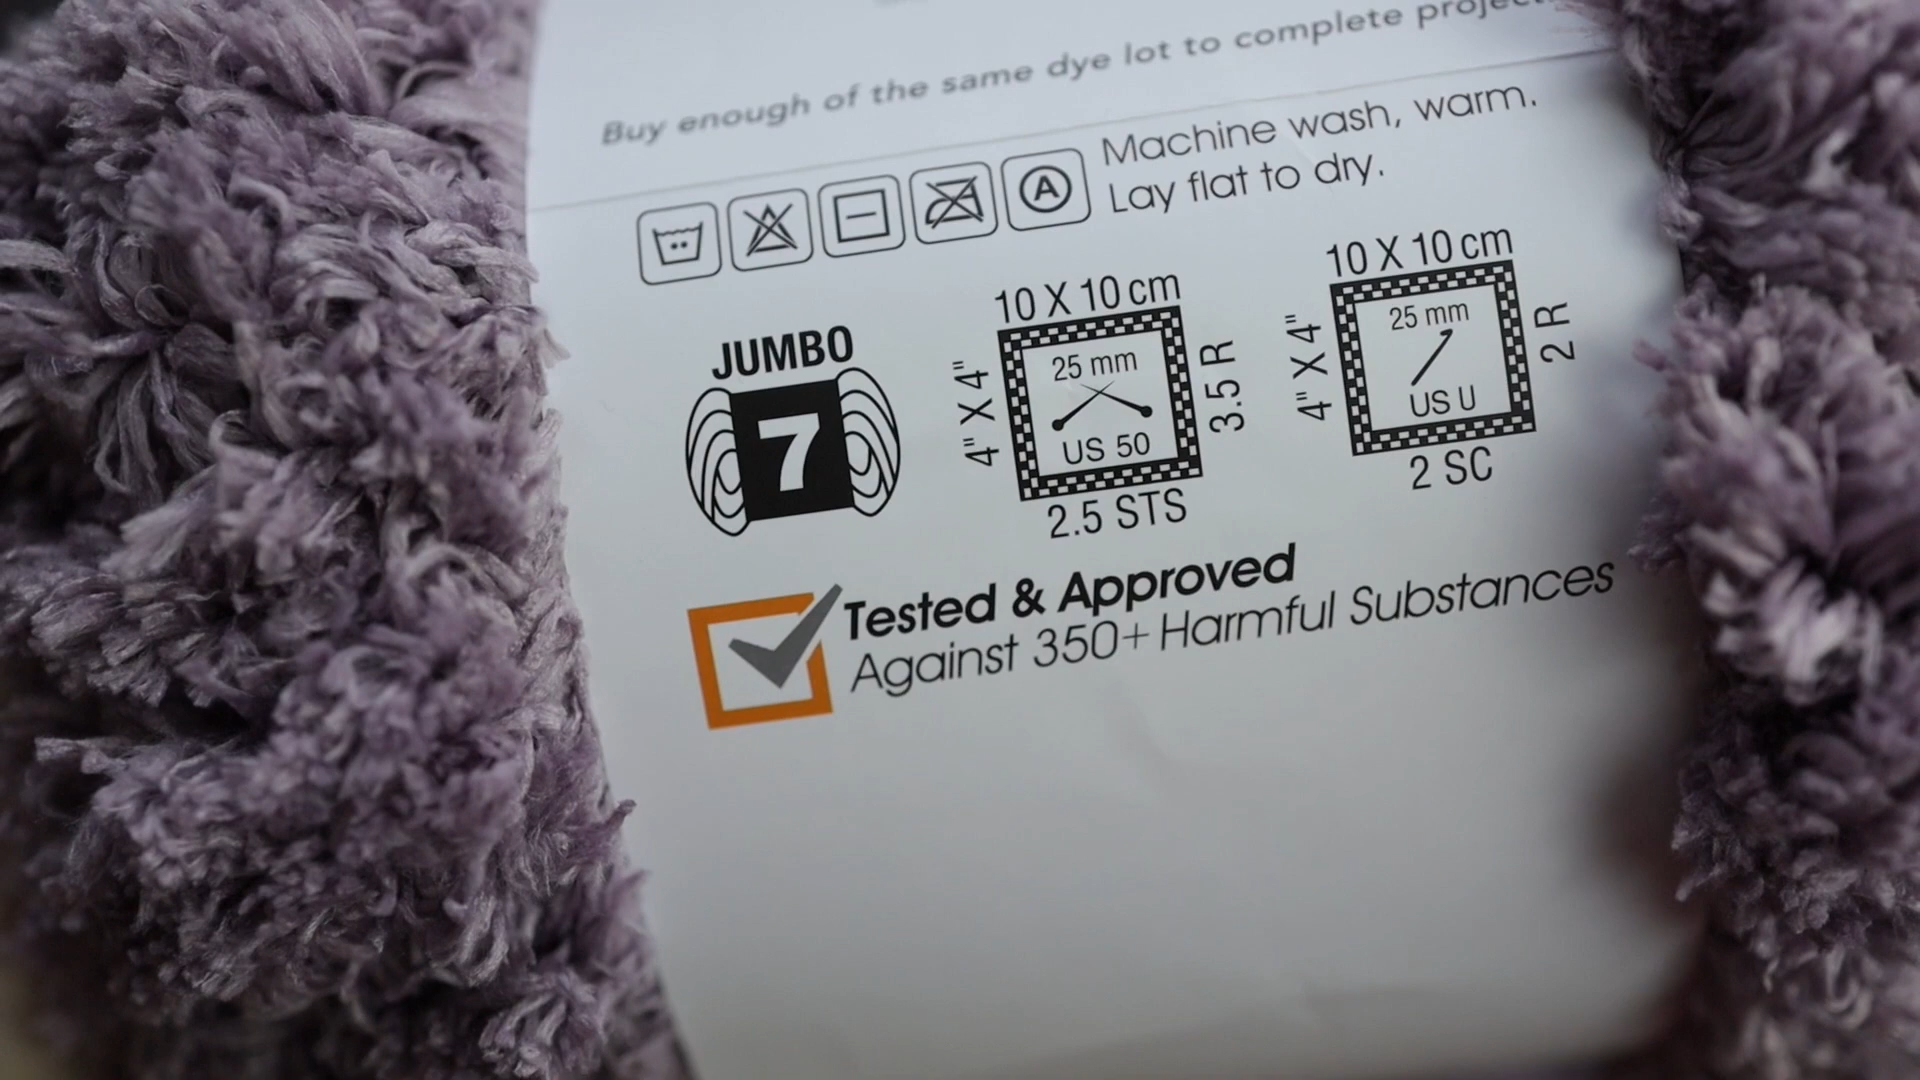 Buy enough of the same dye lot to complete project.
Machine wash, warm.
Lay flat to dry.
A
JUMBO
7
10 X 10 cm
4" X 4"
25 mm
US 50
3.5 R
2.5 STS
10 X 10 cm
4" X 4"
25 mm
US U
2 R
2 SC
Tested & Approved
Against 350+ Harmful Substances